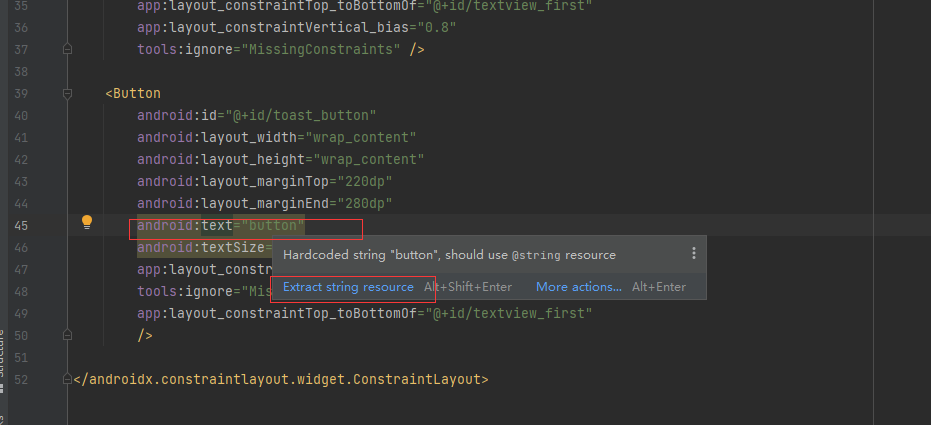 35 app:layout_constraintTop_toBottomOf="@+id/textview_first"
36 app:layout_constraintVertical_bias="0.8"
37 tools:ignore="MissingConstraints" />
38
39 <Button
40 android:id="@+id/toast_button"
41 android:layout_width="wrap_content"
42 android:layout_height="wrap_content"
43 android:layout_marginTop="220dp"
44 android:layout_marginEnd="280dp"
45 android:text="button"
46 android:textSize=
Hardcoded string "button", should use @string resource
47 app:layout_constr
48 tools:ignore="Mis
Extract string resource Alt+Shift+Enter More actions... Alt+Enter
49 app:layout_constraintTop_toBottomOf="@+id/textview_first"
50 />
51
52 </androidx.constraintlayout.widget.ConstraintLayout>